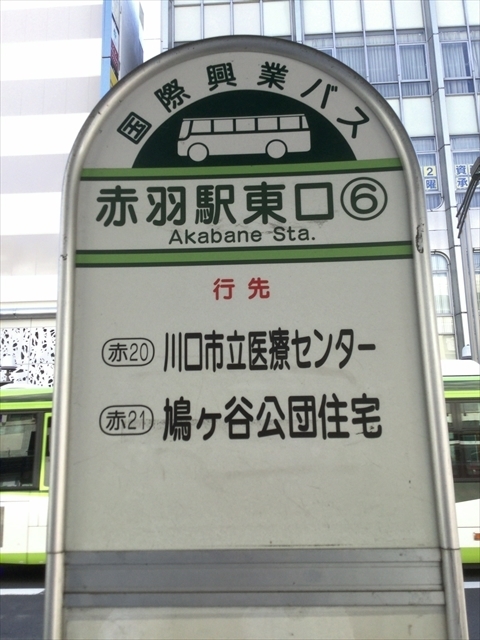 国際興業バス
赤羽駅東口⑥
Akabane Sta.
行先
赤20 川口市立医療センター
赤21 鳩ヶ谷公団住宅